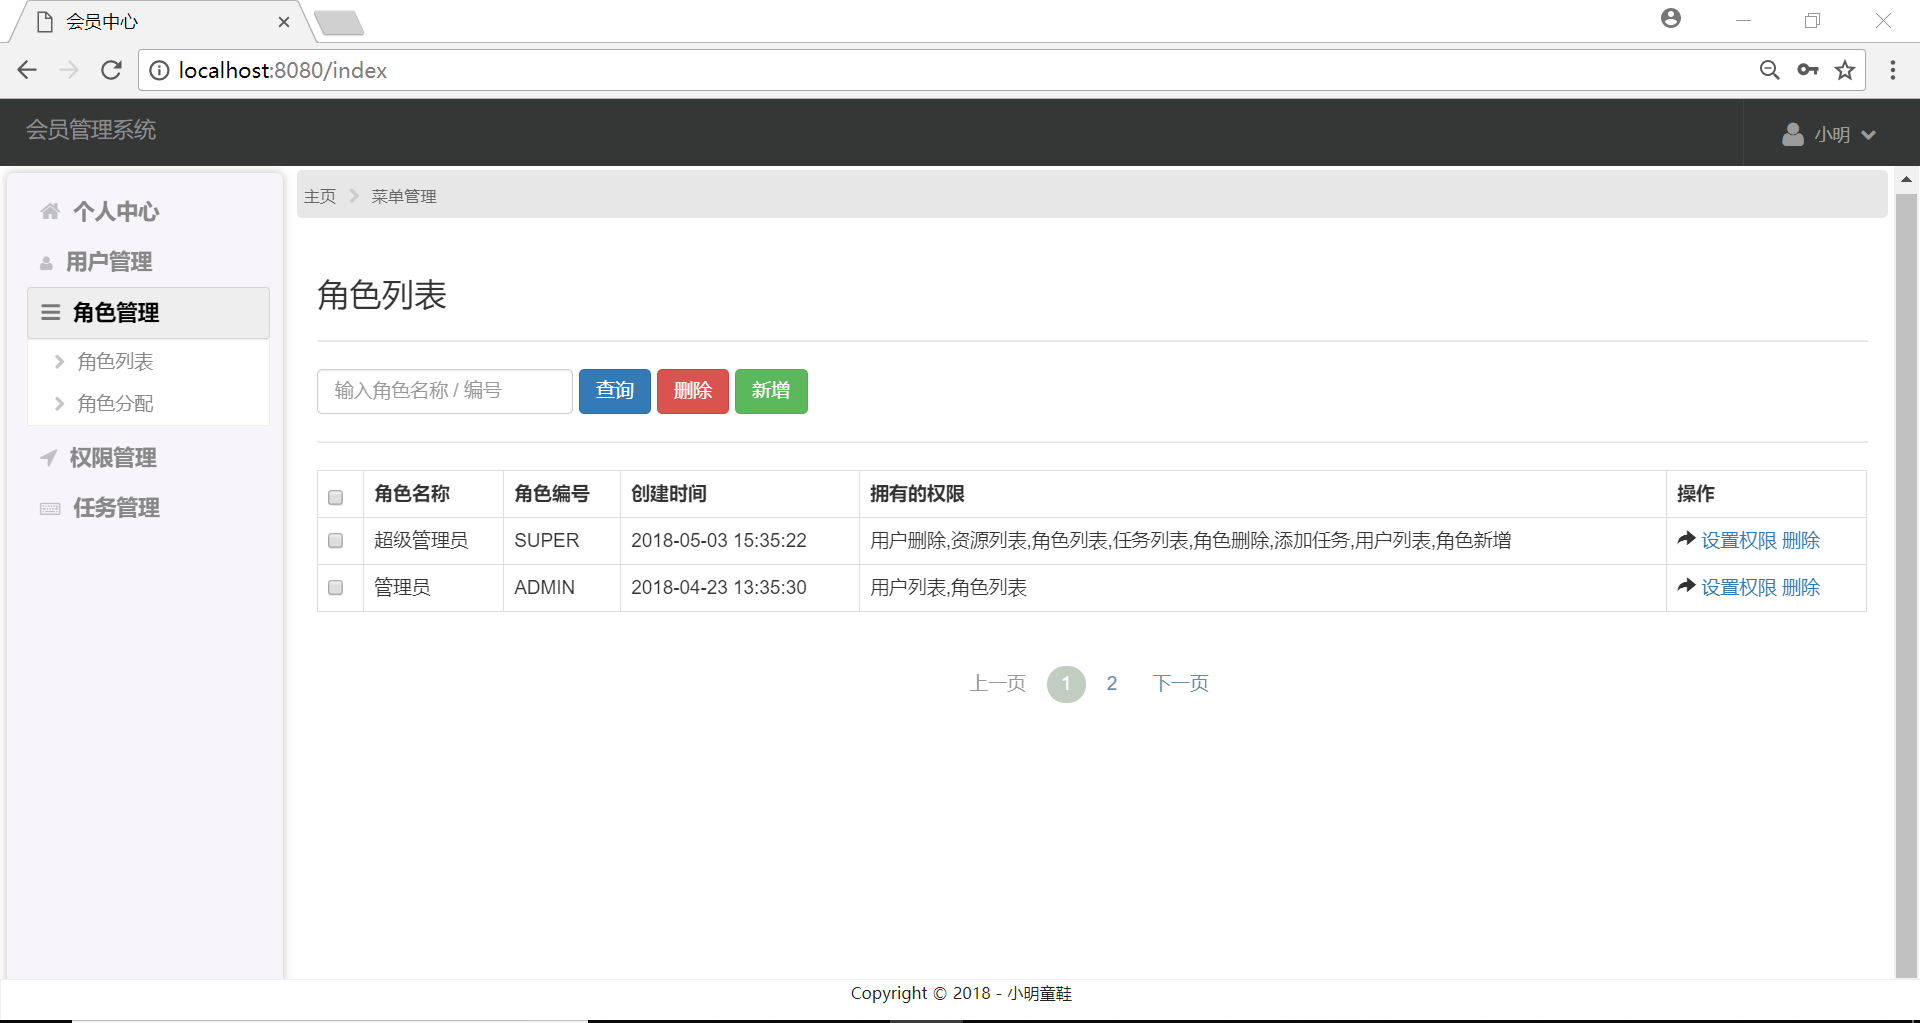 会员中心
localhost:8080/index
会员管理系统
小明
个人中心
用户管理
角色管理
角色列表
角色分配
权限管理
任务管理
主页 菜单管理
角色列表
输入角色名称 / 编号 查询 删除 新增
角色名称 角色编号 创建时间 拥有的权限 操作
超级管理员 SUPER 2018-05-03 15:35:22 用户删除,资源列表,角色列表,任务列表,角色删除,添加任务,用户列表,角色新增 设置权限 删除
管理员 ADMIN 2018-04-23 13:35:30 用户列表,角色列表 设置权限 删除
上一页 1 2 下一页
Copyright © 2018 - 小明童鞋